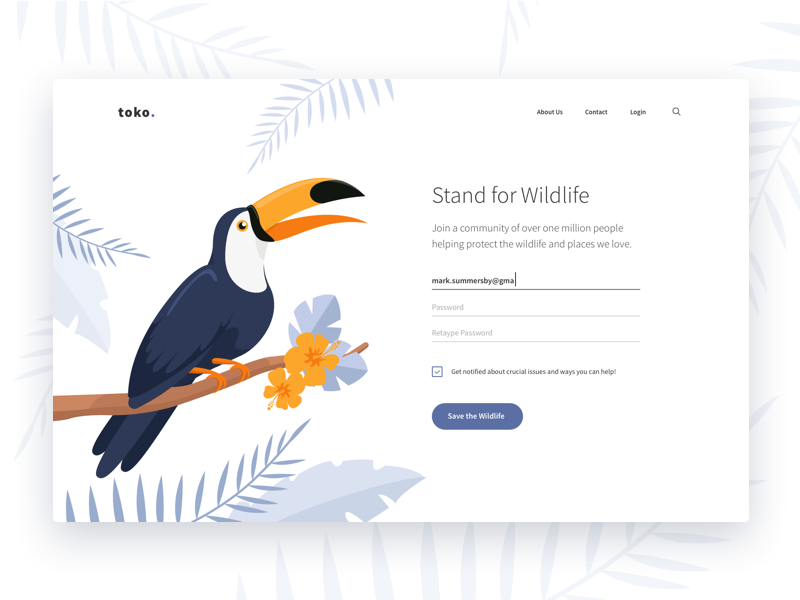 toko.
About Us
Contact
Login
Stand for Wildlife
Join a community of over one million people
helping protect the wildlife and places we love.
mark.summersby@gma
Password
Retaype Password
Get notified about crucial issues and ways you can help!
Save the Wildlife